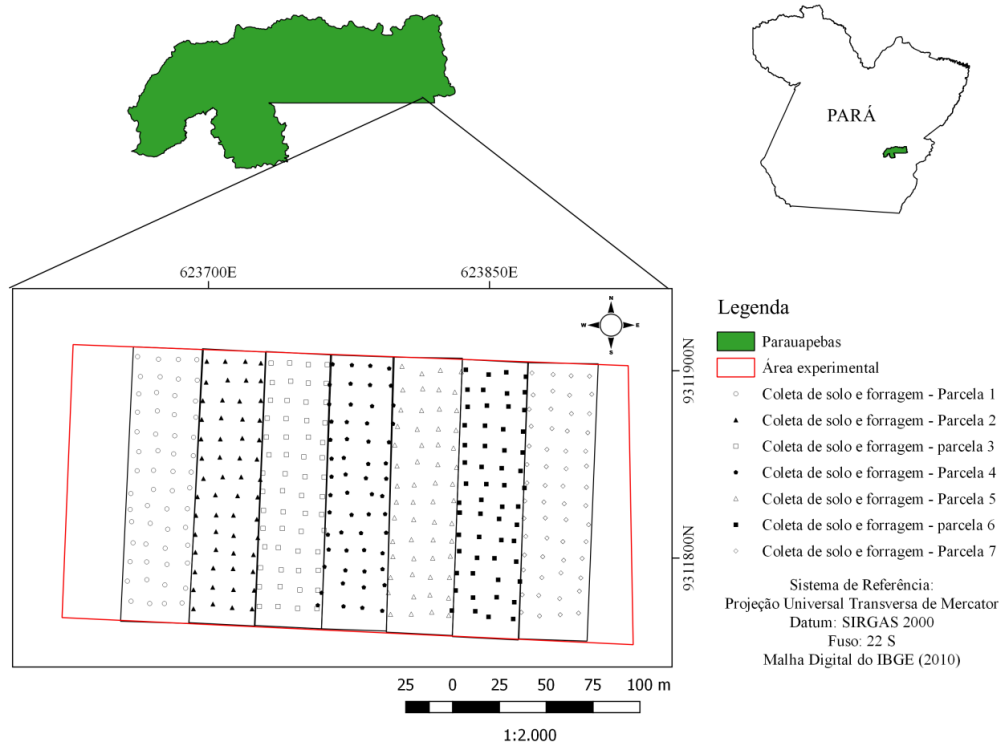 PARÁ
623700E
623850E
N
W
E
S
9311900N
9311800N
Legenda
Parauapebas
Área experimental
Coleta de solo e forragem - Parcela 1
Coleta de solo e forragem - Parcela 2
Coleta de solo e forragem - parcela 3
Coleta de solo e forragem - Parcela 4
Coleta de solo e forragem - Parcela 5
Coleta de solo e forragem - parcela 6
Coleta de solo e forragem - Parcela 7
Sistema de Referência:
Projeção Universal Transversa de Mercator
Datum: SIRGAS 2000
Fuso: 22 S
Malha Digital do IBGE (2010)
25 0 25 50 75 100 m
1:2.000